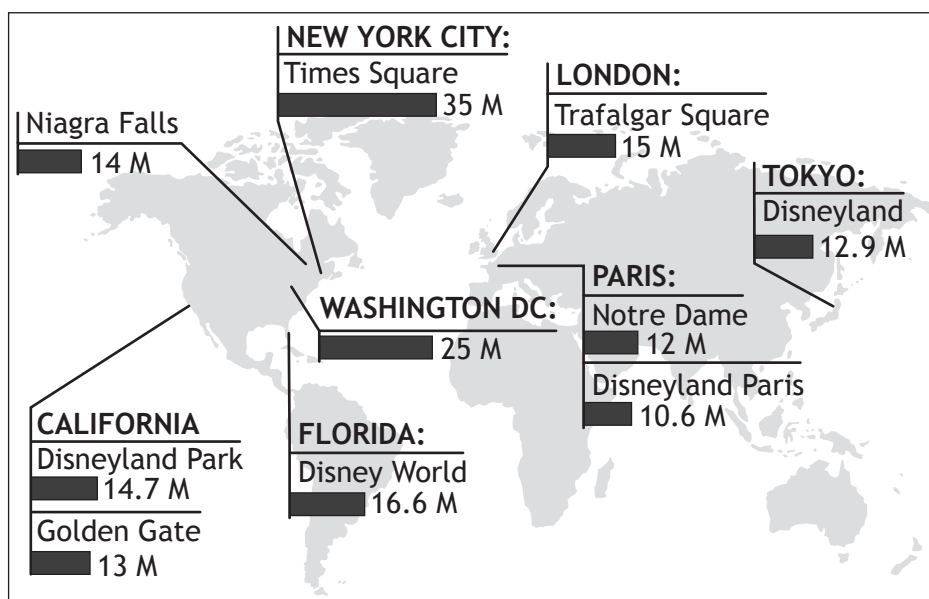 NEW YORK CITY:
Times Square
35 M
LONDON:
Trafalgar Square
15 M
Niagra Falls
14 M
TOKYO:
Disneyland
12.9 M
PARIS:
Notre Dame
12 M
Disneyland Paris
10.6 M
WASHINGTON DC:
25 M
CALIFORNIA
Disneyland Park
14.7 M
Golden Gate
13 M
FLORIDA:
Disney World
16.6 M